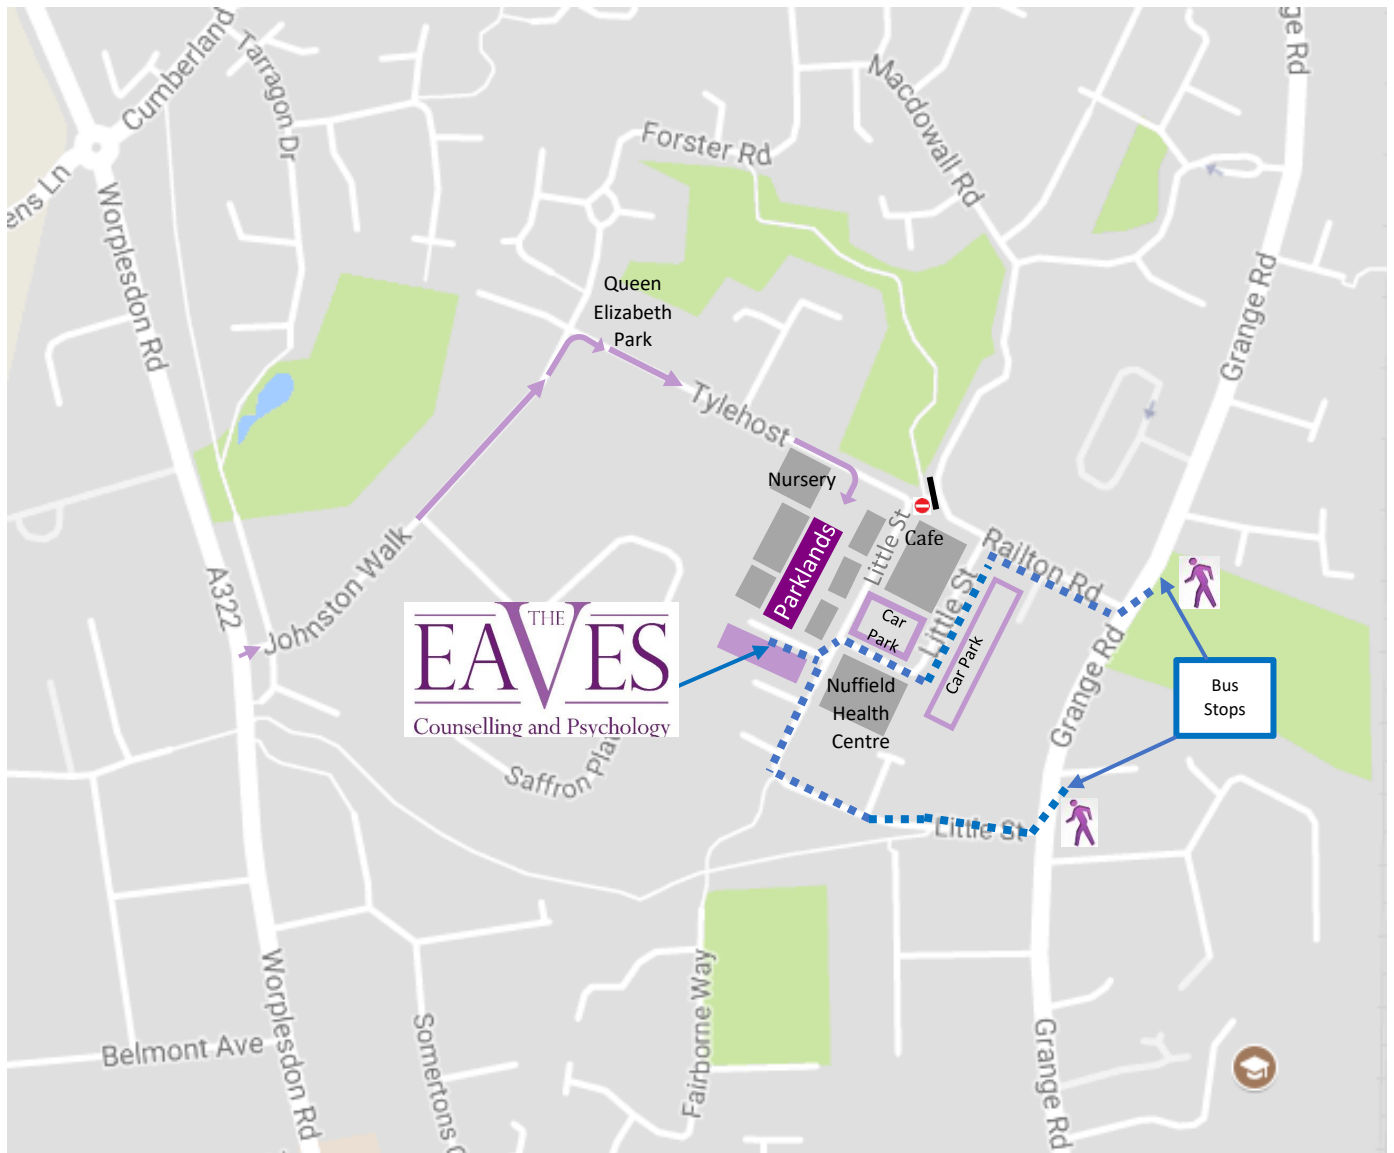 ge Rd
Cumberland
Tarragon Dr
Macdowall Rd
Forster Rd
ens Ln
Worplesdon Rd
Queen
Elizabeth
Park
Grange Rd
Tylehost
Nursery
Parklands
Little St
Cafe
Railton Rd
A322
Johnston Walk
THE
EAVES
Counselling and Psychology
Car
Park
Little St
Car Park
Grange Rd
Bus
Stops
Nuffield
Health
Centre
Saffron Pla
Little St
Belmont Ave
Worplesdon Rd
Somertons
Fairborne Way
Grange Rd